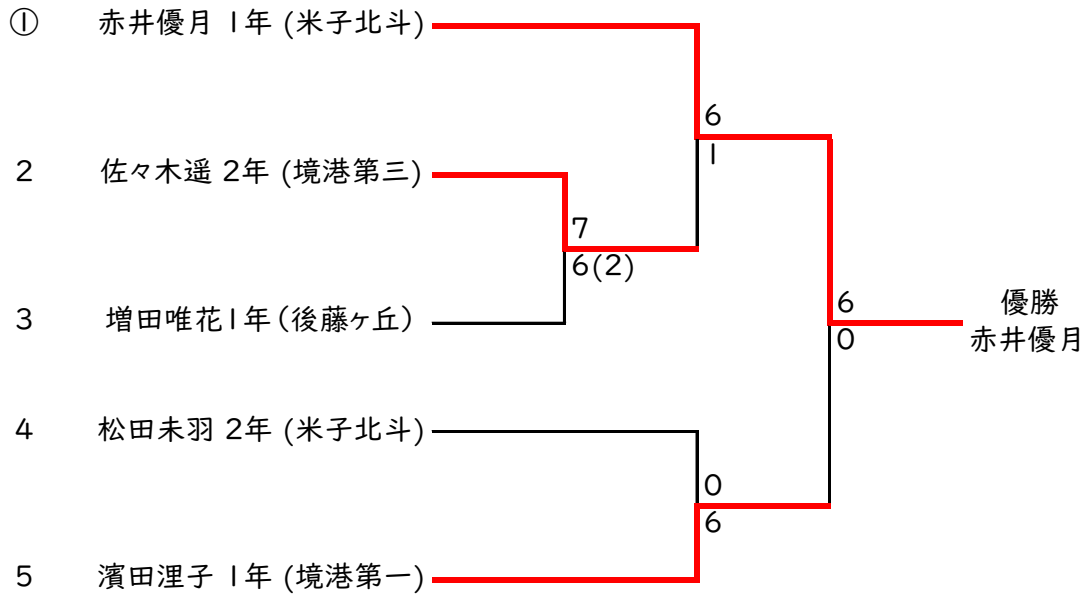 ① 赤井優月 1年 (米子北斗)
6
1
2 佐々木遥 2年 (境港第三)
7
6(2)
3 増田唯花1年(後藤ヶ丘)
6
0
優勝
赤井優月
4 松田未羽 2年 (米子北斗)
0
6
5 濱田浬子 1年 (境港第一)